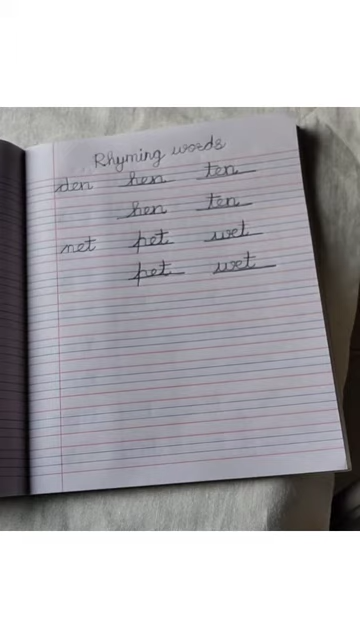 Rhyming words
den hen ten
hen ten
net pet wet
pet wet